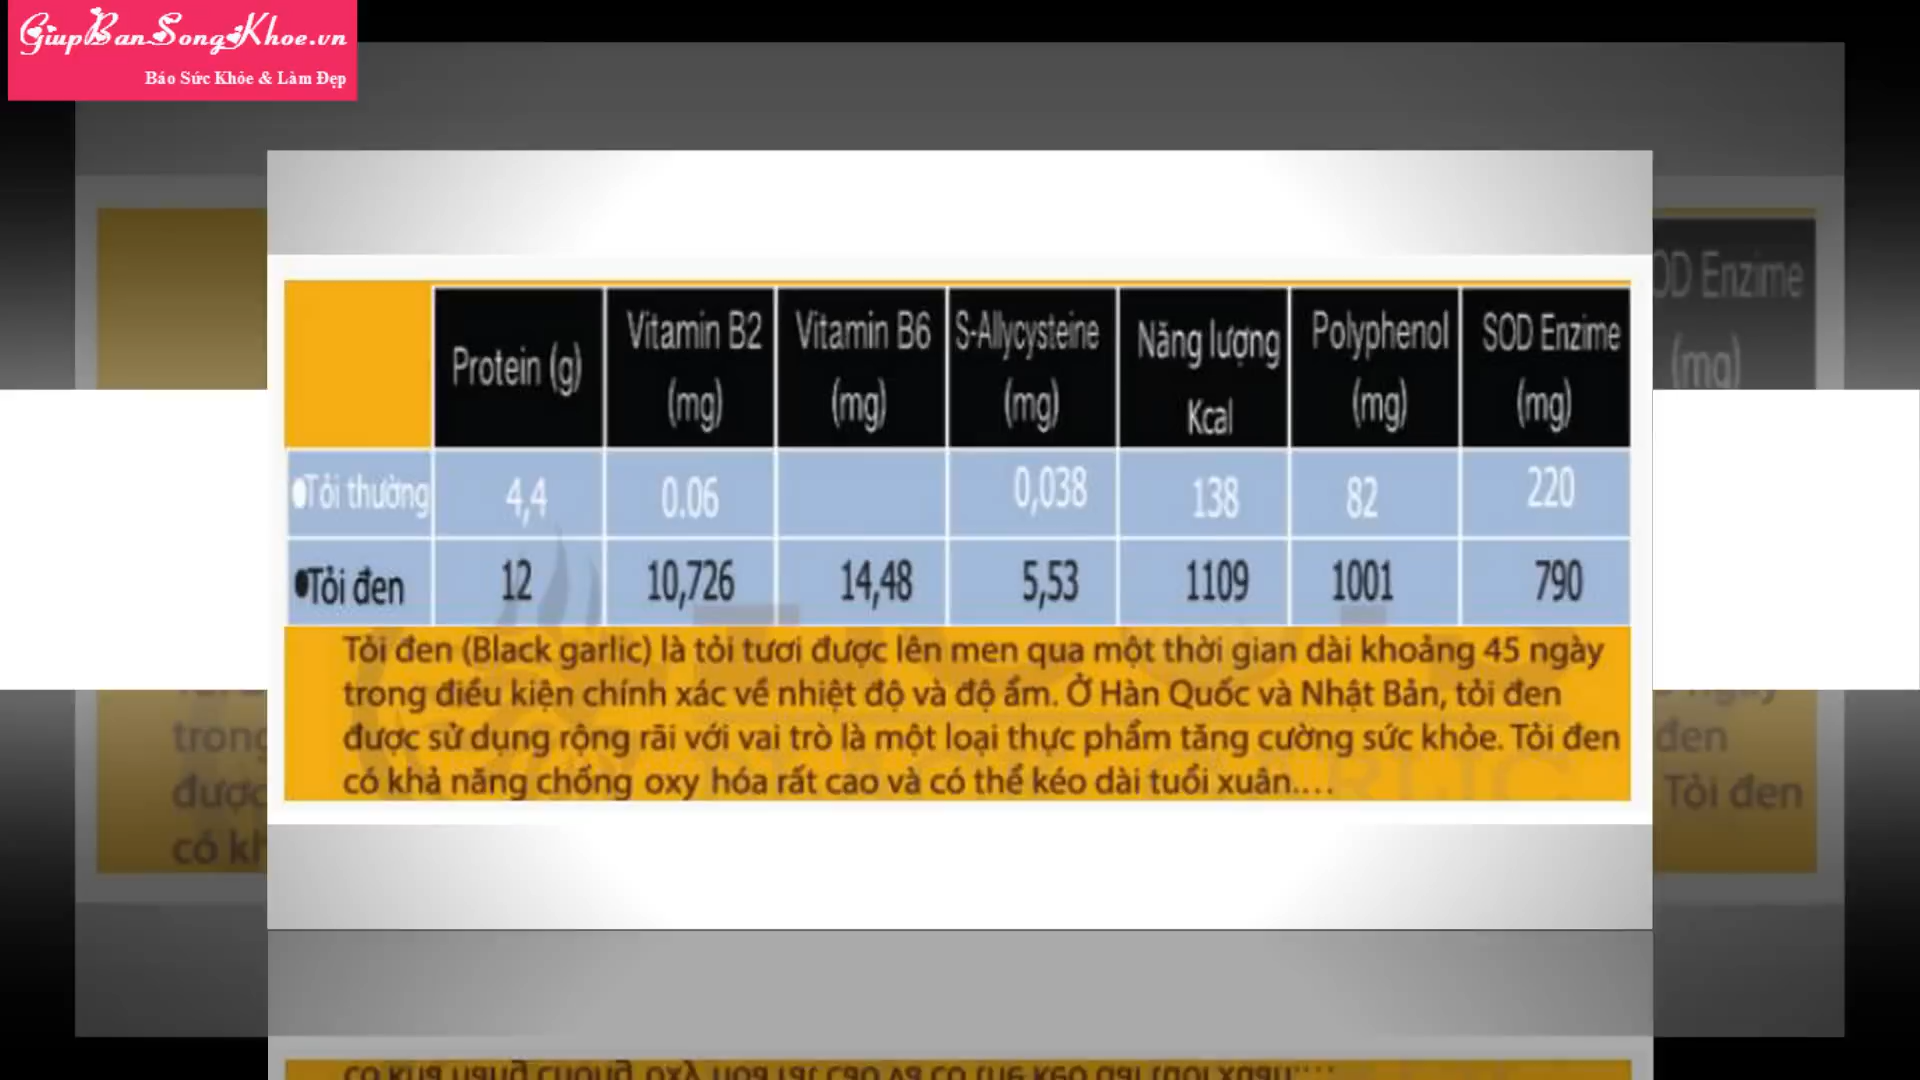 GiupBanSongKhoe.vn
Báo Sức Khỏe & Làm Đẹp
Protein (g)
Vitamin B2
(mg)
Vitamin B6
(mg)
S-Allycysteine
(mg)
Năng lượng
Kcal
Polyphenol
(mg)
SOD Enzime
(mg)
Tỏi thường
4,4
0.06
0,038
138
82
220
Tỏi đen
12
10,726
14,48
5,53
1109
1001
790
Tỏi đen (Black garlic) là tỏi tươi được lên men qua một thời gian dài khoảng 45 ngày
trong điều kiện chính xác về nhiệt độ và độ ẩm. Ở Hàn Quốc và Nhật Bản, tỏi đen
được sử dụng rộng rãi với vai trò là một loại thực phẩm tăng cường sức khỏe. Tỏi đen
có khả năng chống oxy hóa rất cao và có thể kéo dài tuổi xuân....